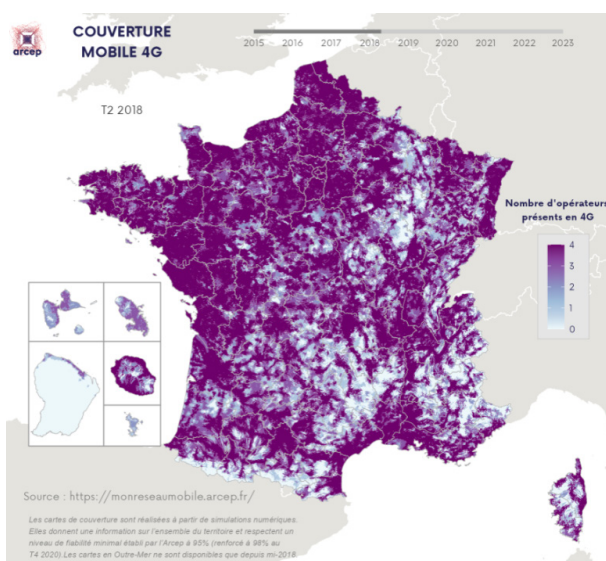 arcep
COUVERTURE
MOBILE 4G
2015 2016 2017 2018 2019 2020 2021 2022 2023
T2 2018
Nombre d'opérateurs
présents en 4G
4
3
2
1
0
Source : https://monreseaumobile.arcep.fr/
Les cartes de couverture sont réalisées à partir de simulations numériques.
Elles donnent une information sur l'ensemble du territoire et respectent un
niveau de fiabilité minimal établi par l'Arcep à 95% (renforcé à 98% au
T4 2020).Les cartes en Outre-Mer ne sont disponibles que depuis mi-2018.